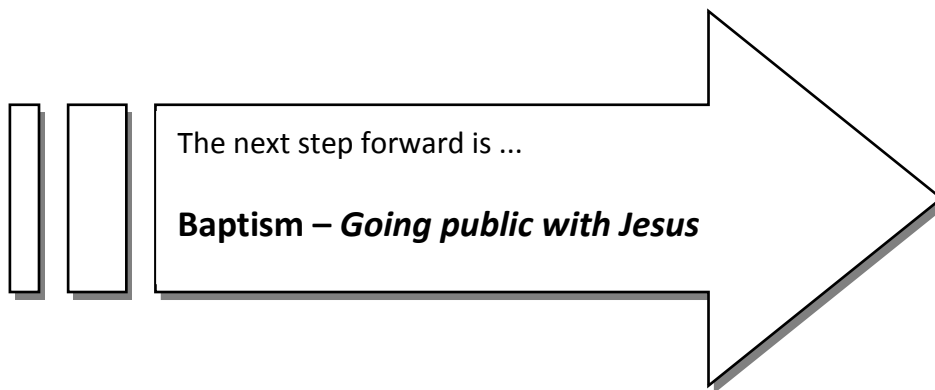 The next step forward is ...
Baptism – Going public with Jesus